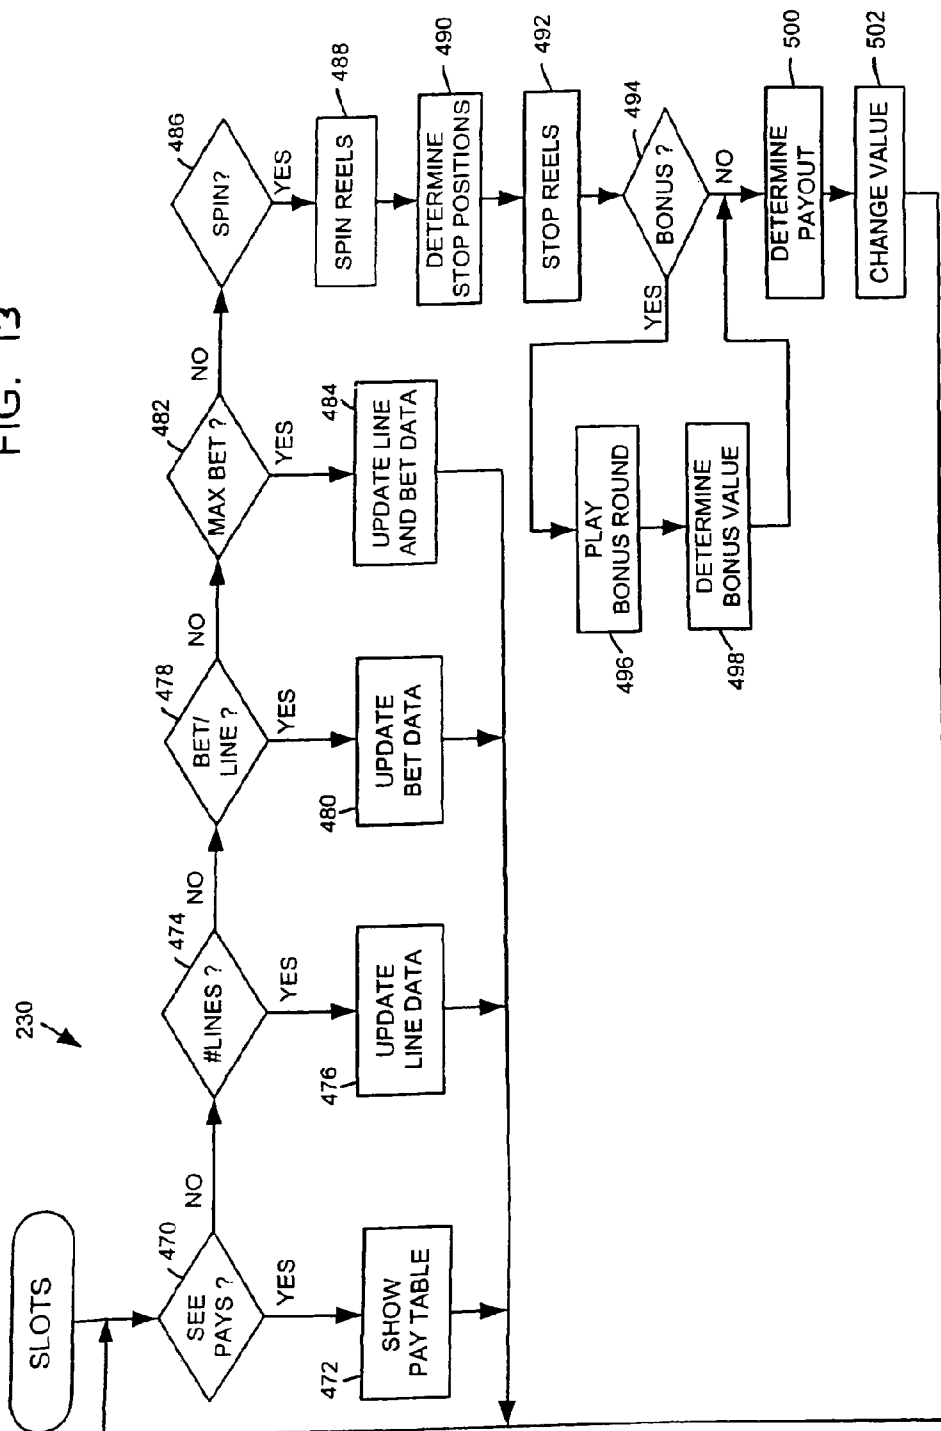 FIG. 13
230
SLOTS
470
SEE
PAYS ?
NO
YES
472
SHOW
PAY TABLE
474
#LINES ?
NO
YES
476
UPDATE
LINE DATA
478
BET/
LINE ?
NO
YES
480
UPDATE
BET DATA
482
MAX BET ?
NO
YES
484
UPDATE LINE
AND BET DATA
486
SPIN?
YES
488
SPIN REELS
490
DETERMINE
STOP POSITIONS
492
STOP REELS
494
BONUS ?
YES
NO
496
PLAY
BONUS ROUND
498
DETERMINE
BONUS VALUE
500
DETERMINE
PAYOUT
502
CHANGE VALUE